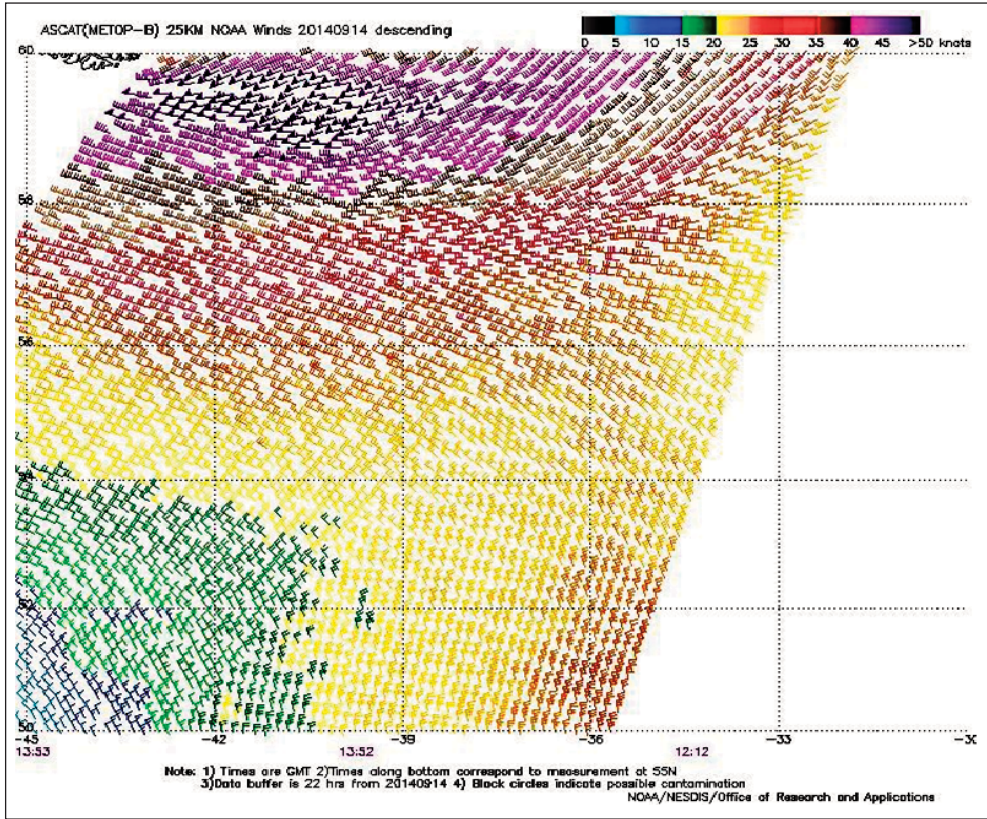 ASCAT(METOP-B) 25KM NOAA Winds 20140914 descending
0 5 10 15 20 25 30 35 40 45 >50 knots
60
58
56
54
52
50
-45 -42 -39 -36 -33 -30
13:53 13:52 12:12
Note: 1) Times are GMT 2)Times along bottom correspond to measurement at 55N
3)Data buffer is 22 hrs from 20140914 4) Black circles indicate possible contamination
NOAA/NESDIS/Office of Research and Applications